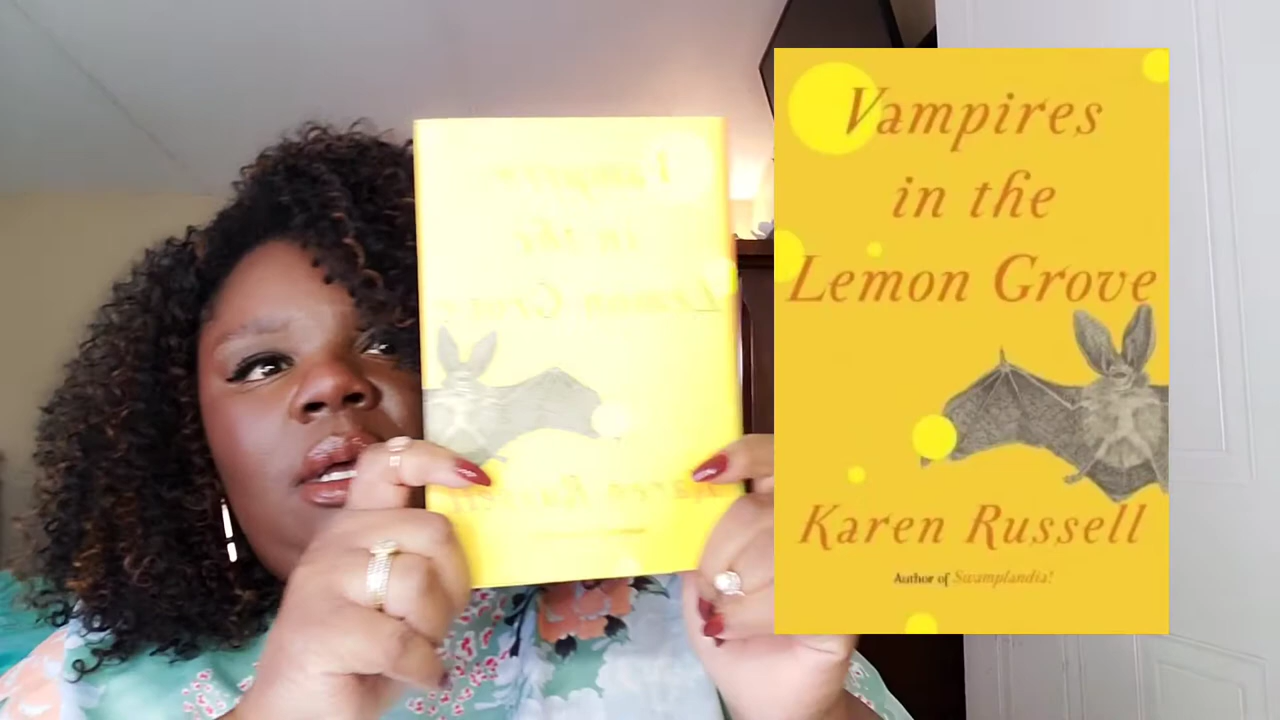 Vampires
in the
Lemon Grove
Karen Russell
Author of Swamplandia!